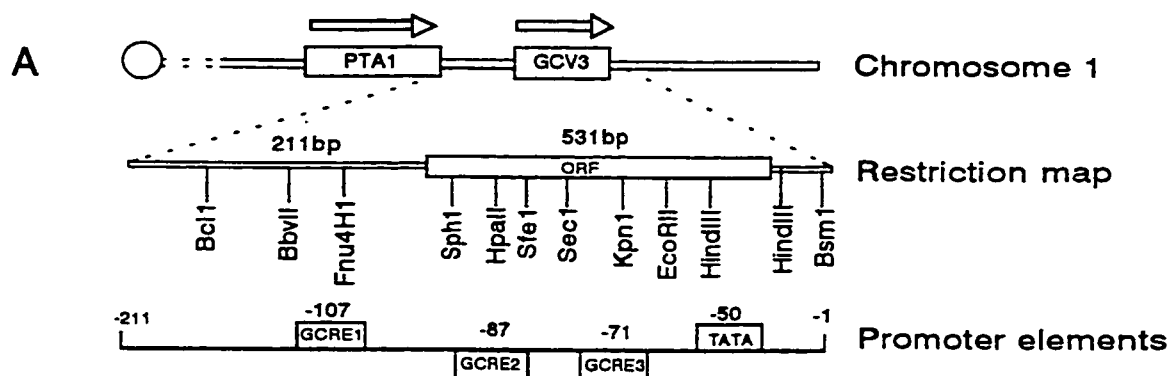 A
PTA1 GCV3 Chromosome 1
211bp 531bp
ORF Restriction map
Bcl1 BbvII Fnu4H1 Sph1 HpaII Sfe1 Sec1 Kpn1 EcoRII HindIII HindIII Bsm1
-211 -107 -87 -71 -50 -1
GCRE1 TATA Promoter elements
GCRE2 GCRE3